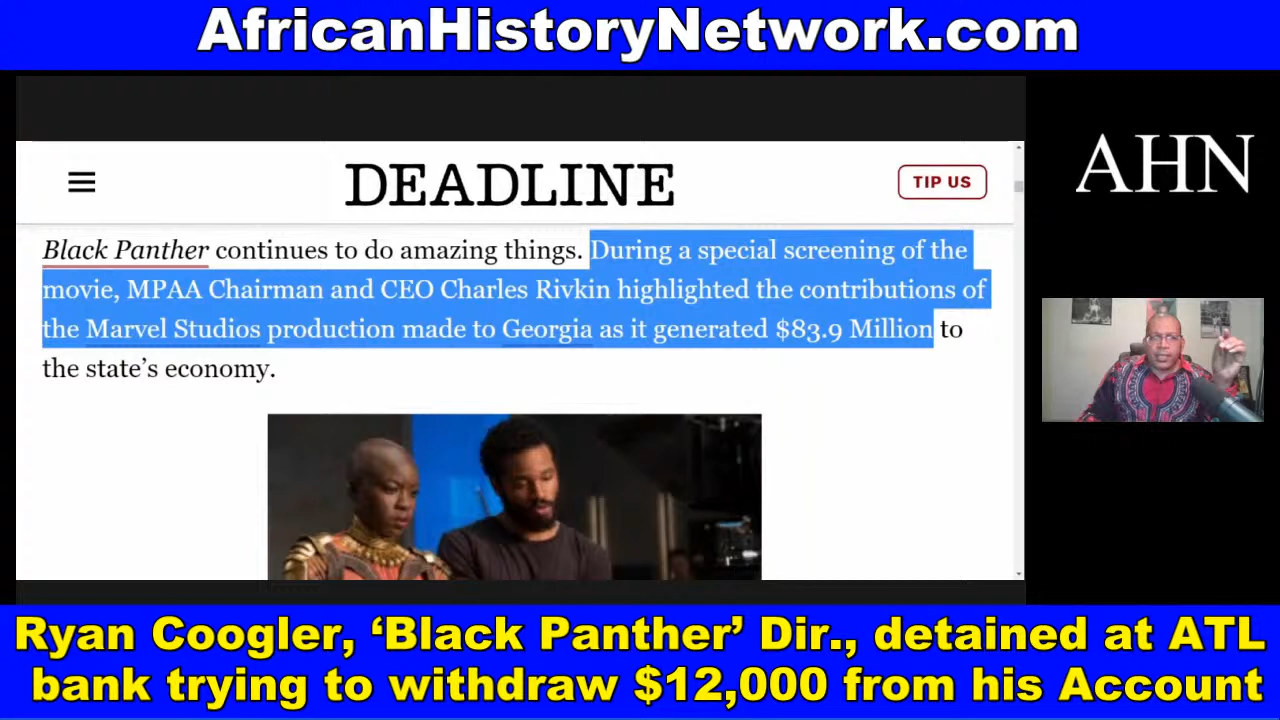 AfricanHistoryNetwork.com
DEADLINE
TIP US
AHN
Black Panther continues to do amazing things. During a special screening of the
movie, MPAA Chairman and CEO Charles Rivkin highlighted the contributions of
the Marvel Studios production made to Georgia as it generated $83.9 Million to
the state’s economy.
Ryan Coogler, ‘Black Panther’ Dir., detained at ATL
bank trying to withdraw $12,000 from his Account